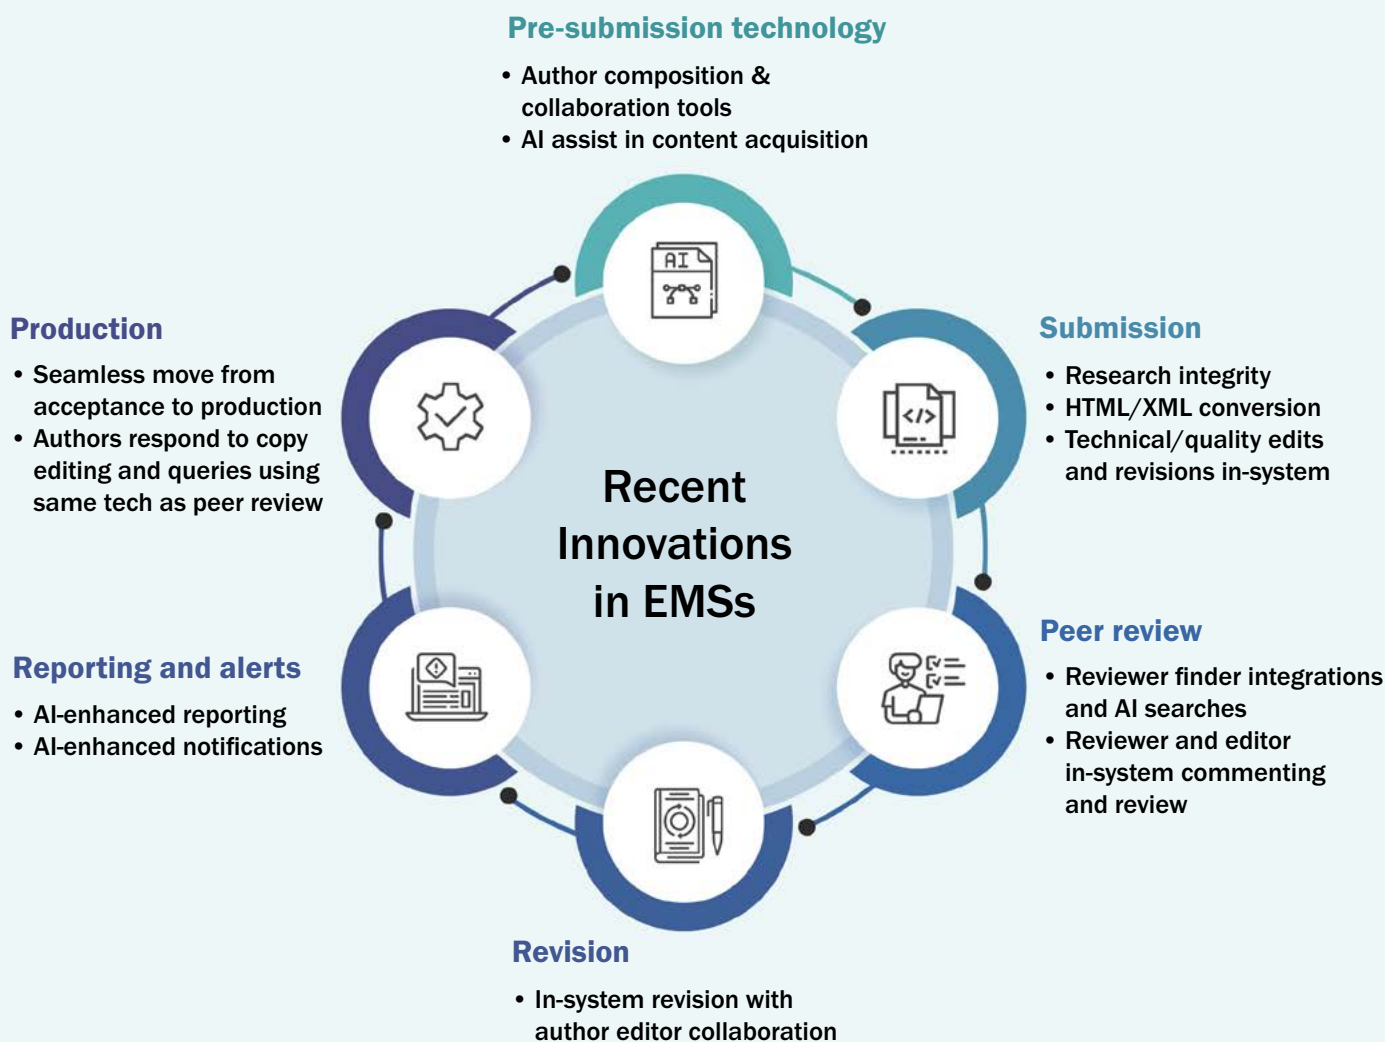 Pre-submission technology
• Author composition &
collaboration tools
• AI assist in content acquisition
AI
Submission
• Research integrity
• HTML/XML conversion
• Technical/quality edits
and revisions in-system
</>
Peer review
• Reviewer finder integrations
and AI searches
• Reviewer and editor
in-system commenting
and review
Revision
• In-system revision with
author editor collaboration
Reporting and alerts
• AI-enhanced reporting
• AI-enhanced notifications
Production
• Seamless move from
acceptance to production
• Authors respond to copy
editing and queries using
same tech as peer review
Recent
Innovations
in EMSs